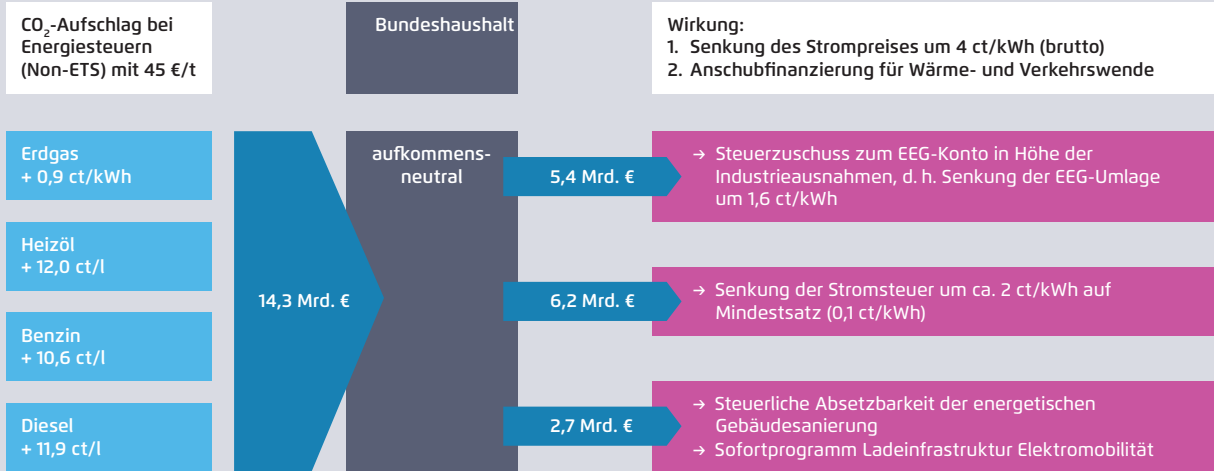 CO₂-Aufschlag bei
Energiesteuern
(Non-ETS) mit 45 €/t
Bundeshaushalt
Wirkung:
1. Senkung des Strompreises um 4 ct/kWh (brutto)
2. Anschubfinanzierung für Wärme- und Verkehrswende
Erdgas
+ 0,9 ct/kWh
Heizöl
+ 12,0 ct/l
Benzin
+ 10,6 ct/l
Diesel
+ 11,9 ct/l
14,3 Mrd. €
aufkommens-
neutral
5,4 Mrd. €
→ Steuerzuschuss zum EEG-Konto in Höhe der
Industrieausnahmen, d. h. Senkung der EEG-Umlage
um 1,6 ct/kWh
6,2 Mrd. €
→ Senkung der Stromsteuer um ca. 2 ct/kWh auf
Mindestsatz (0,1 ct/kWh)
2,7 Mrd. €
→ Steuerliche Absetzbarkeit der energetischen
Gebäudesanierung
→ Sofortprogramm Ladeinfrastruktur Elektromobilität